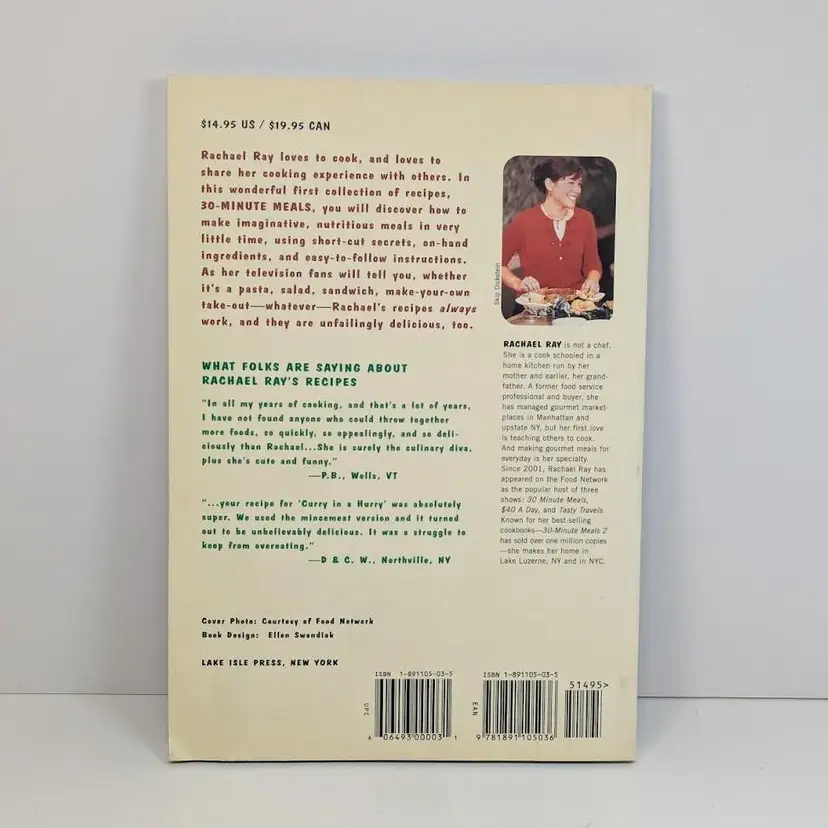 $14.95 US / $19.95 CAN
Rachael Ray loves to cook, and loves to
share her cooking experience with others. In
this wonderful first collection of recipes,
30-MINUTE MEALS, you will discover how to
make imaginative, nutritious meals in very
little time, using short-cut secrets, on-hand
ingredients, and easy-to-follow instructions.
As her television fans will tell you, whether
it's a pasta, salad, sandwich, make-your-own
take-out—whatever—Rachael's recipes always
work, and they are unfailingly delicious, too.
WHAT FOLKS ARE SAYING ABOUT
RACHAEL RAY'S RECIPES
"In all my years of cooking, and that's a lot of years,
I have not found anyone who could throw together
more foods, so quickly, so appealingly, and so deli-
ciously than Rachael...She is surely the culinary diva,
plus she's cute and funny."
—P.B., Wells, VT
"...your recipe for 'Curry in a Hurry' was absolutely
super. We used the mincemeat version and it turned
out to be unbelievably delicious. It was a struggle to
keep from overeating."
—D & C. W., Northville, NY
Cover Photo: Courtesy of Food Network
Book Design: Ellen Swandiak
LAKE ISLE PRESS, NEW YORK
Skip Dickstein
RACHAEL RAY is not a chef.
She is a cook schooled in a
home kitchen run by her
mother and earlier, her grand-
father. A former food service
professional and buyer, she
has managed gourmet market-
places in Manhattan and
upstate NY, but her first love
is teaching others to cook.
And making gourmet meals for
everyday is her specialty.
Since 2001, Rachael Ray has
appeared on the Food Network
as the popular host of three
shows: 30 Minute Meals,
$40 A Day, and Tasty Travels.
Known for her best-selling
cookbooks—30-Minute Meals 2
has sold over one million copies
—she makes her home in
Lake Luzerne, NY and in NYC.
ISBN 1-891105-03-5
UPC
6 06493 00003 1
ISBN 1-891105-03-5
EAN
9 781891 105036
51495>